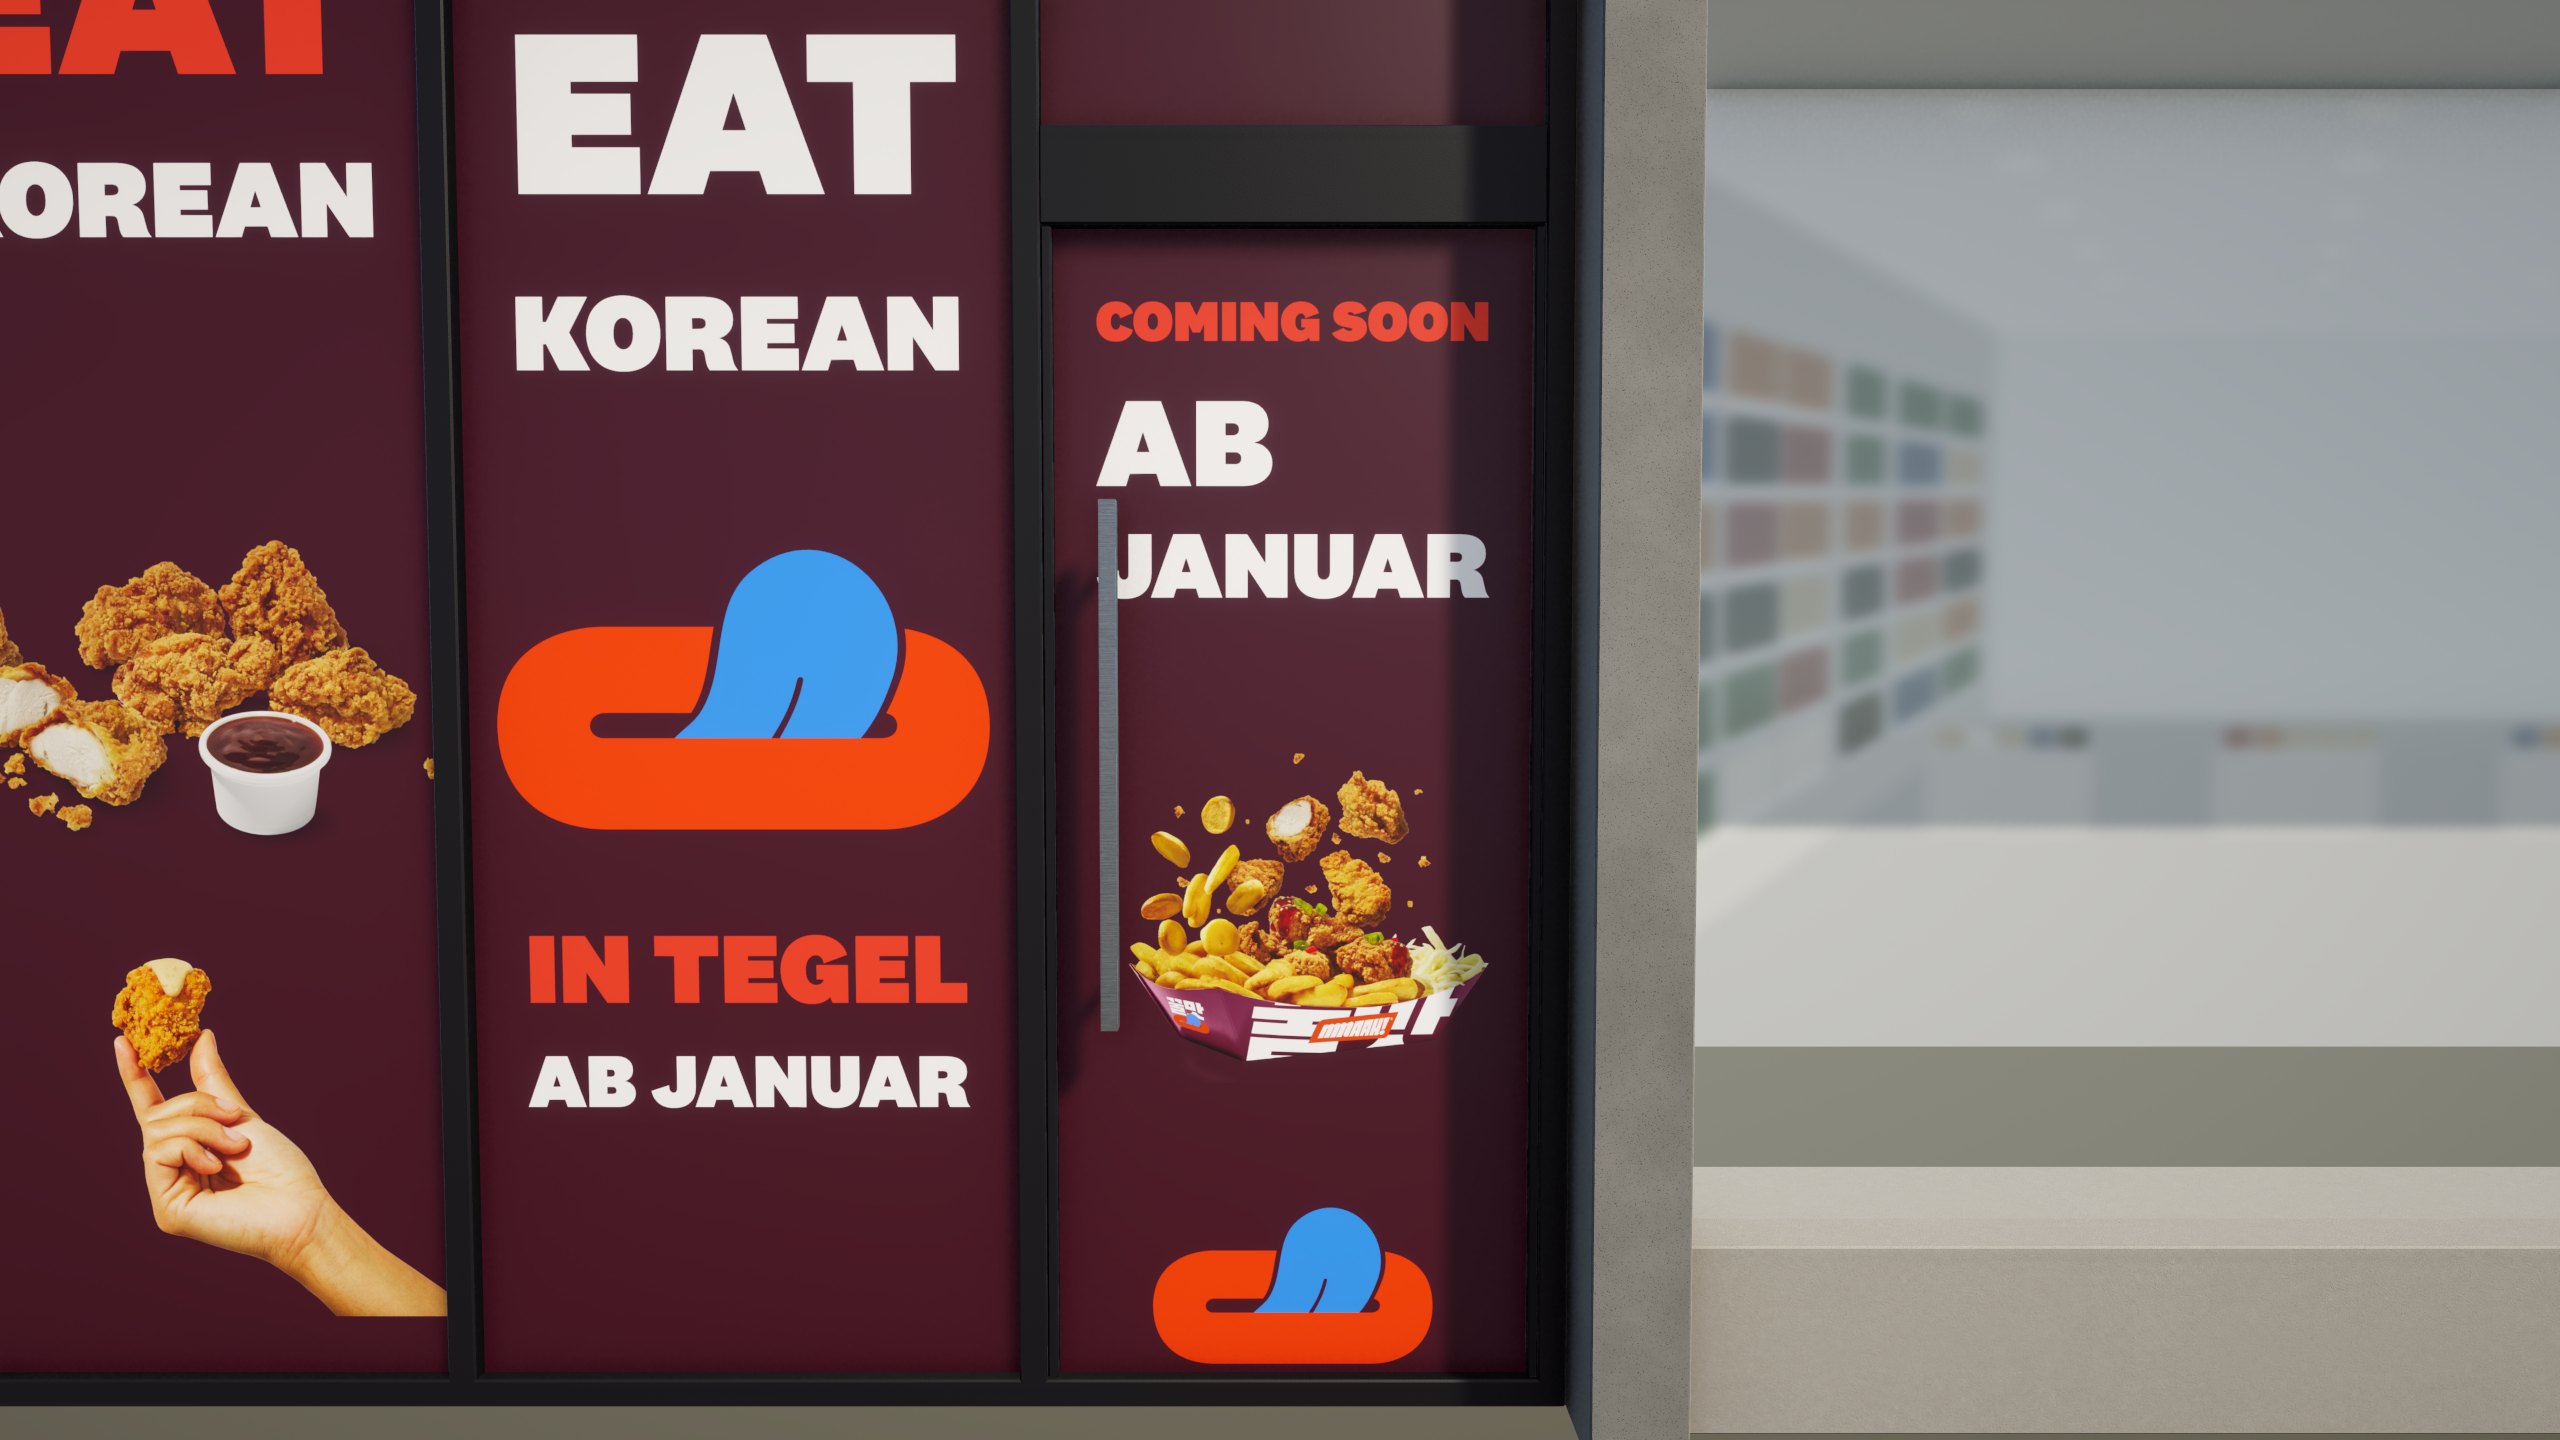 EAT
KOREAN
EAT
KOREAN
IN TEGEL
AB JANUAR
COMING SOON
AB
JANUAR